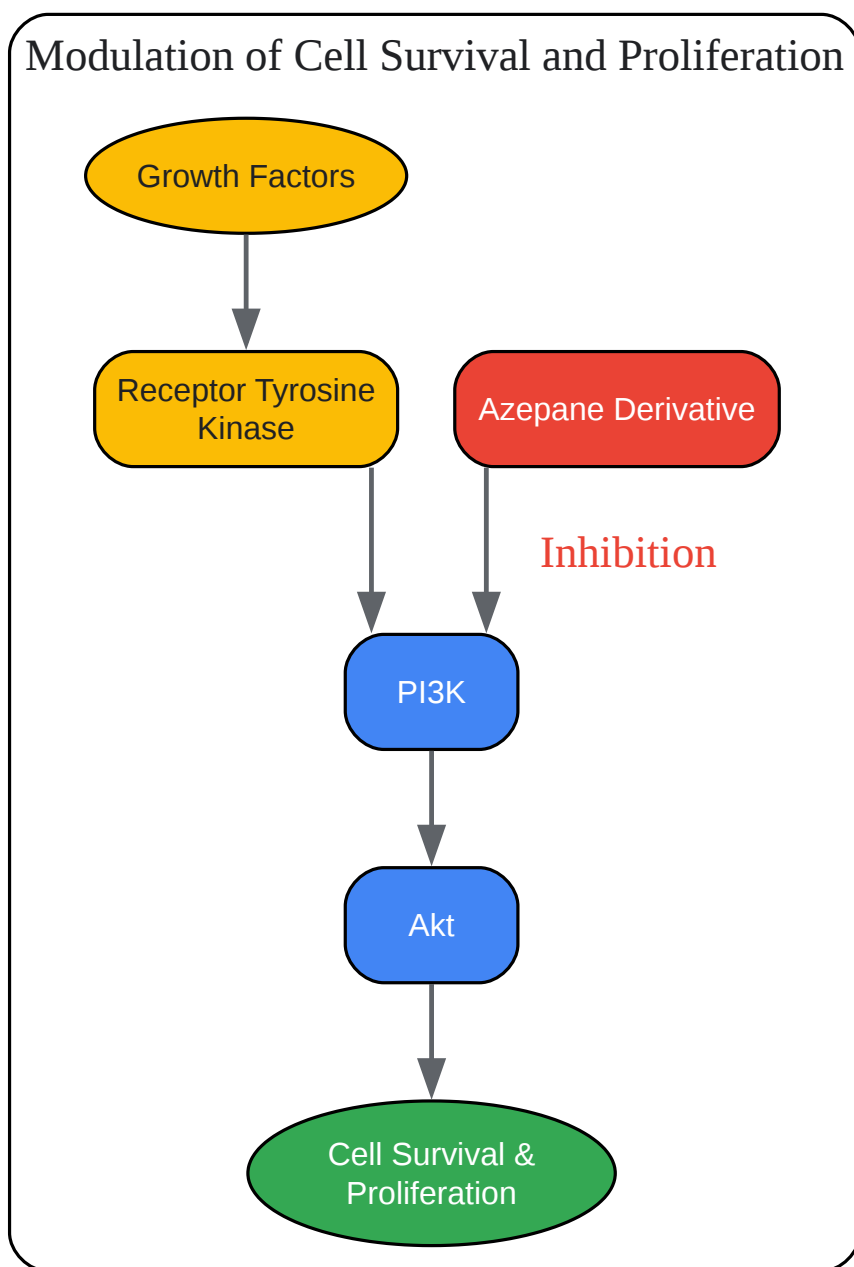 Modulation of Cell Survival and Proliferation
Growth Factors
Receptor Tyrosine
Kinase
Azepane Derivative
Inhibition
PI3K
Akt
Cell Survival &
Proliferation